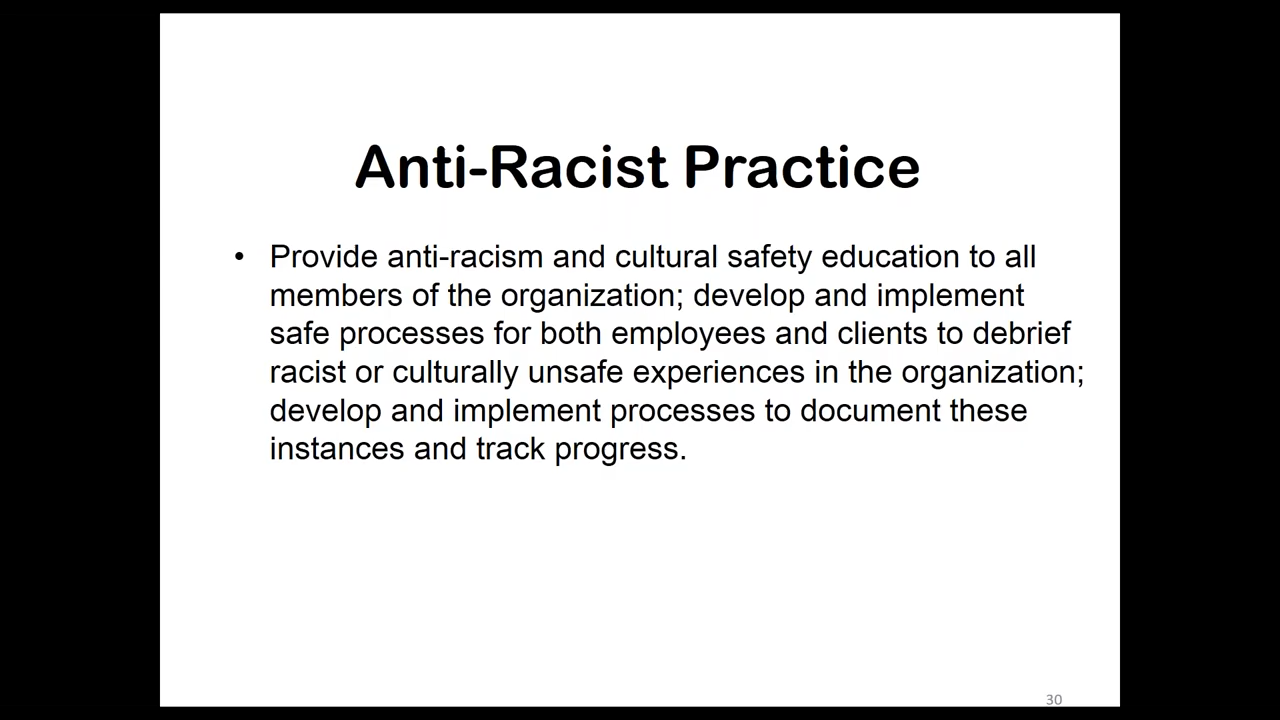 Anti-Racist Practice
• Provide anti-racism and cultural safety education to all
members of the organization; develop and implement
safe processes for both employees and clients to debrief
racist or culturally unsafe experiences in the organization;
develop and implement processes to document these
instances and track progress.
30